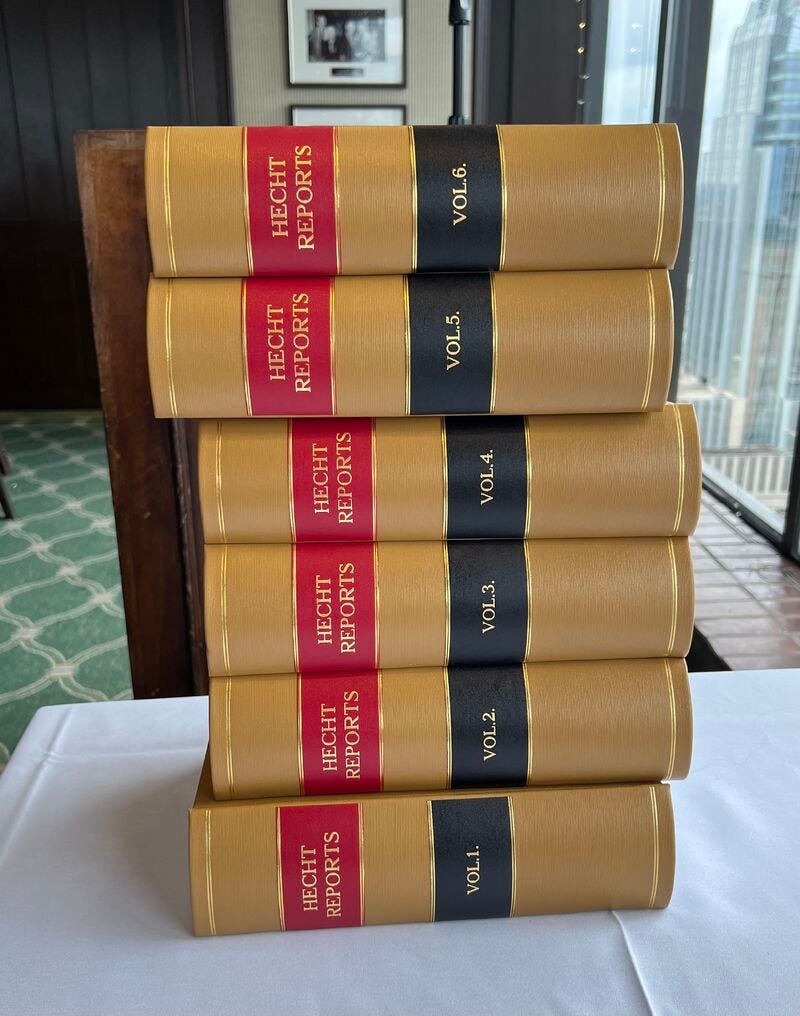 HECHT
REPORTS
VOL.6.
HECHT
REPORTS
VOL.5.
HECHT
REPORTS
VOL.4.
HECHT
REPORTS
VOL.3.
HECHT
REPORTS
VOL.2.
HECHT
REPORTS
VOL.1.